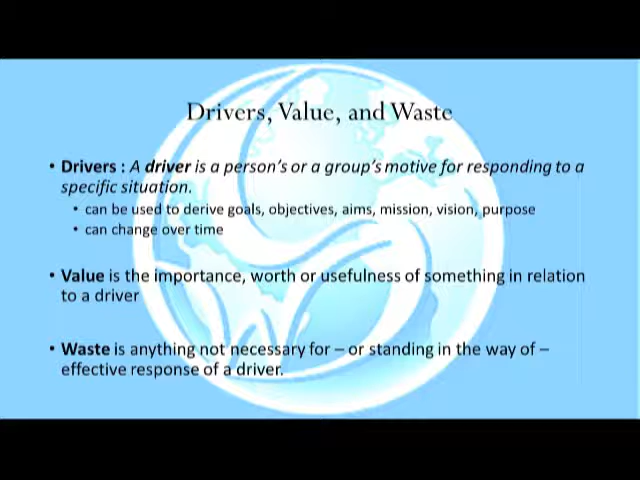 Drivers, Value, and Waste
• Drivers : A driver is a person's or a group's motive for responding to a
specific situation.
• can be used to derive goals, objectives, aims, mission, vision, purpose
• can change over time
• Value is the importance, worth or usefulness of something in relation
to a driver
• Waste is anything not necessary for – or standing in the way of –
effective response of a driver.